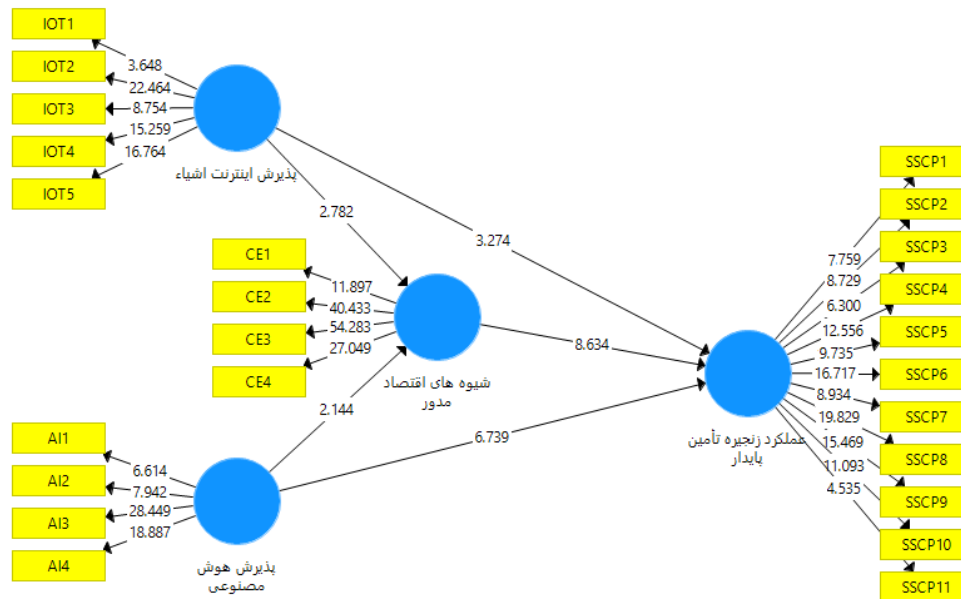 IOT1
IOT2
IOT3
IOT4
IOT5
3.648
22.464
8.754
15.259
16.764
پذیرش اینترنت اشیاء
2.782
3.274
CE1
CE2
CE3
CE4
11.897
40.433
54.283
27.049
شیوه های اقتصاد
مدور
8.634
2.144
6.739
AI1
AI2
AI3
AI4
6.614
7.942
28.449
18.887
پذیرش هوش
مصنوعی
عملکرد زنجیره تأمین
پایدار
7.759
8.729
6.300
12.556
9.735
16.717
8.934
19.829
15.469
11.093
4.535
SSCP1
SSCP2
SSCP3
SSCP4
SSCP5
SSCP6
SSCP7
SSCP8
SSCP9
SSCP10
SSCP11